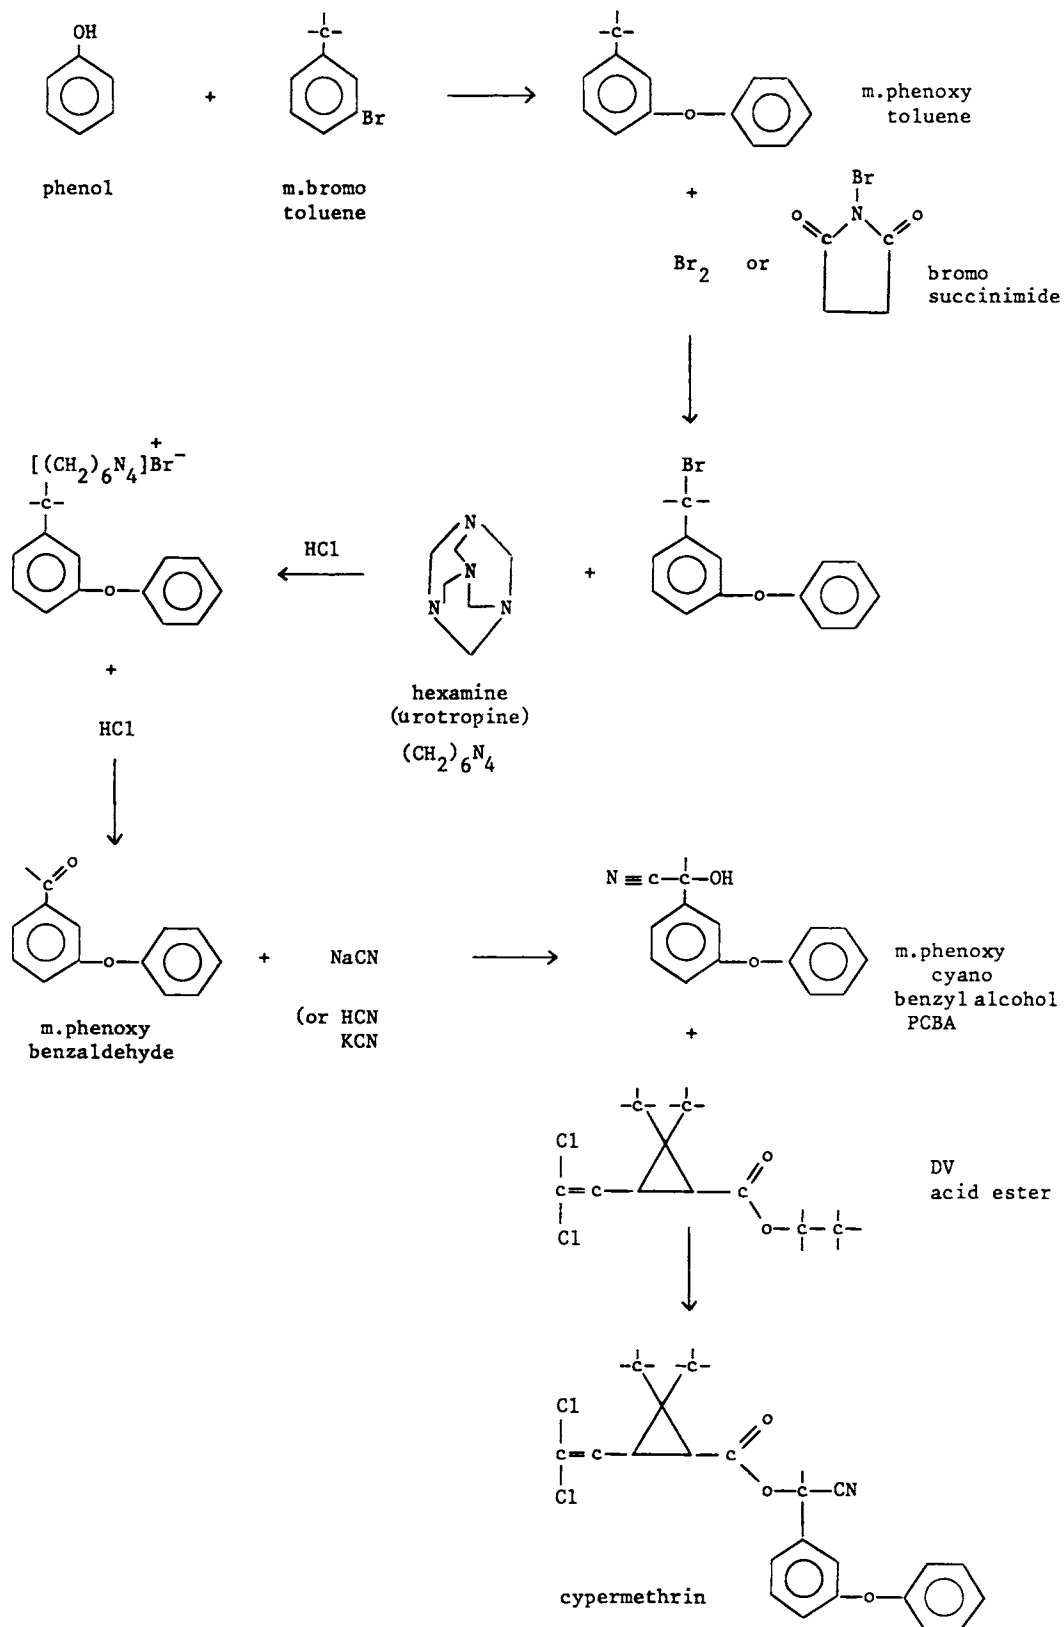 OH
-C-
-C-
+
Br
-o-
m.phenoxy
toluene
phenol
m.bromo
toluene
+
Br
N
O
O
C
C
Br2 or
bromo
succinimide
+
[(CH2)6N4]Br-
-C-
Br
-C-
N
HCl
N
+
N
N
-o-
-o-
+
hexamine
(urotropine)
(CH2)6N4
HCl
O
C
N≡C-C-OH
-o-
+
NaCN
-o-
m.phenoxy
cyano
benzyl alcohol
PCBA
m.phenoxy
benzaldehyde
(or HCN
KCN
+
-C- -C-
Cl
O
DV
acid ester
C=C
C
Cl
O-C-C-
-C- -C-
Cl
O
C=C
C
Cl
O-C-CN
cypermethrin
-o-